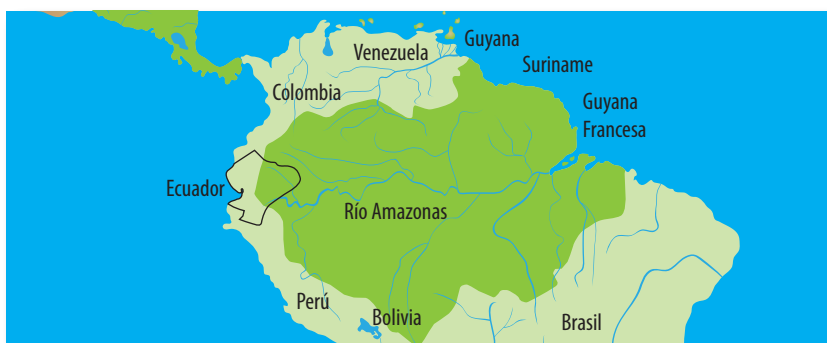 Guyana
Venezuela
Suriname
Colombia
Guyana
Francesa
Ecuador
Río Amazonas
Perú
Bolivia
Brasil